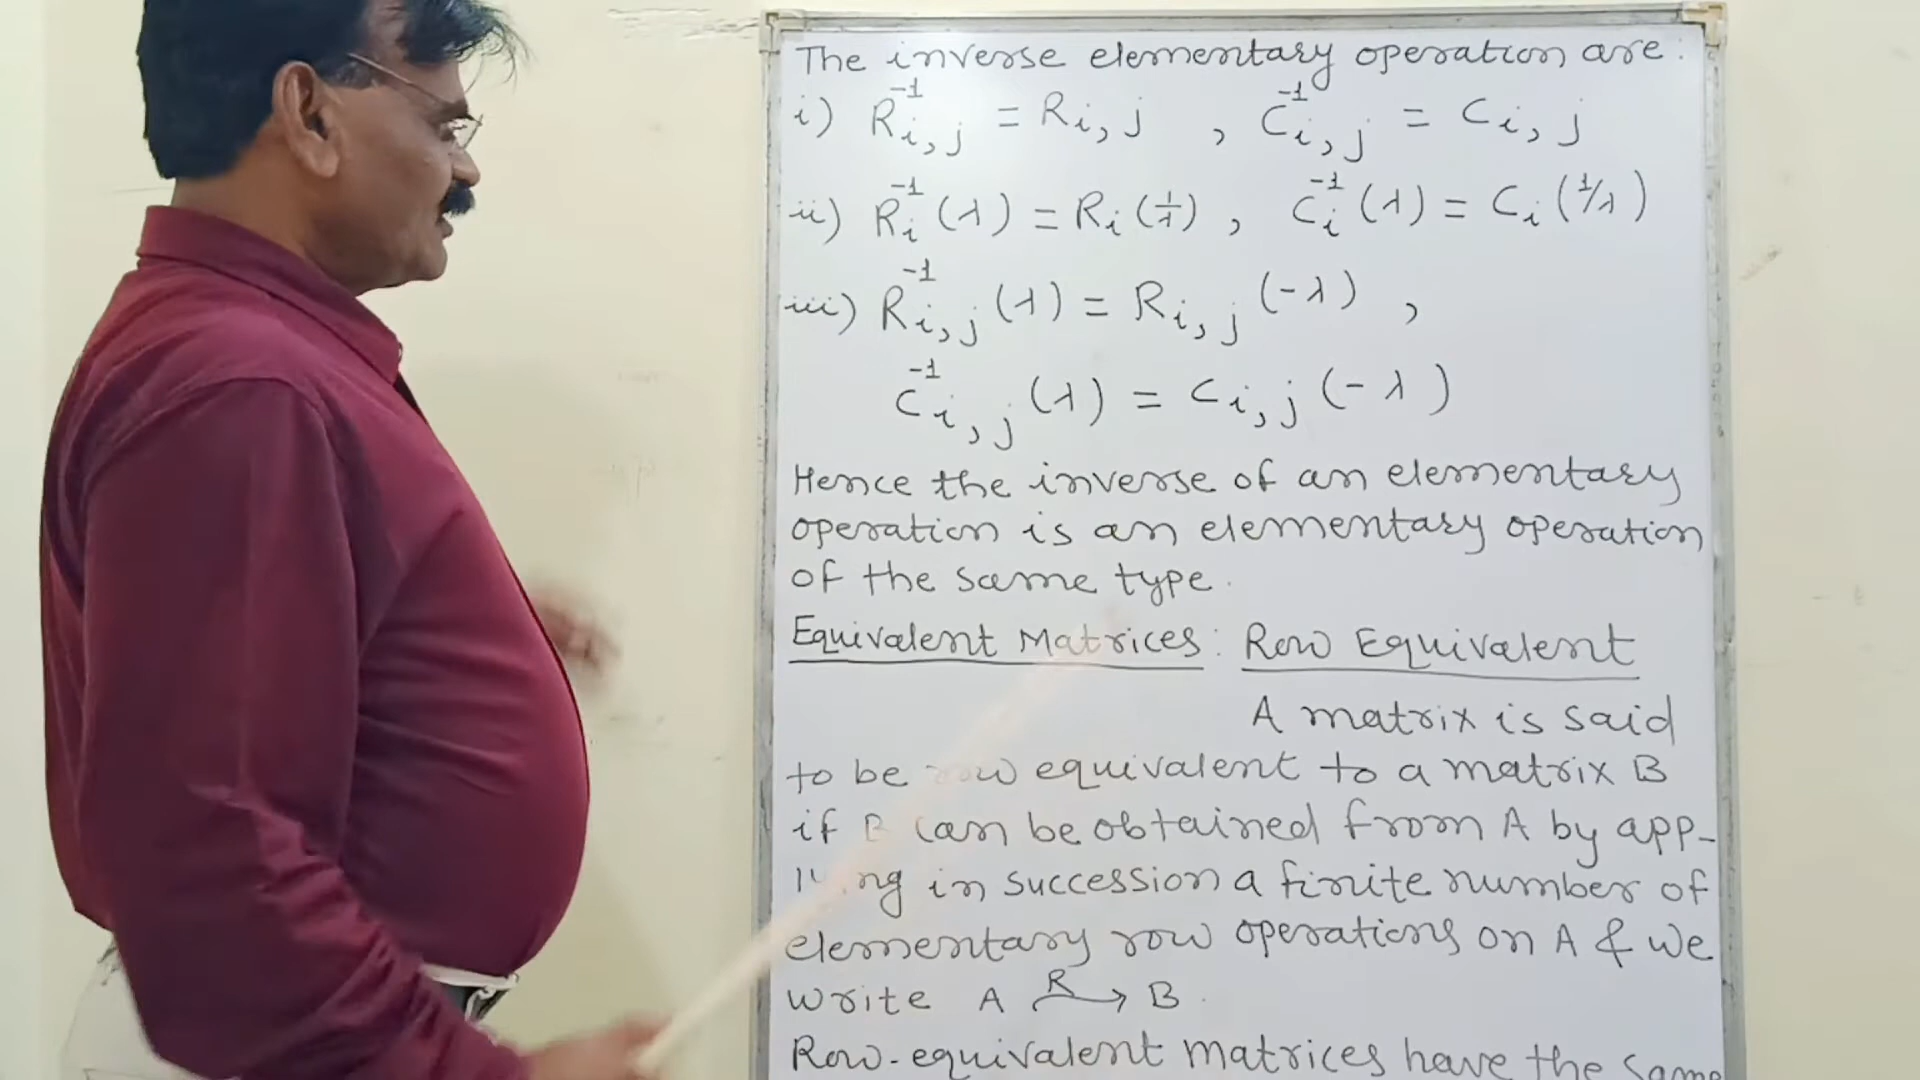 The inverse elementary operation are:
i) R⁻¹ᵢ,ⱼ = Rᵢ,ⱼ , C⁻¹ᵢ,ⱼ = Cᵢ,ⱼ
ii) R⁻¹ᵢ(λ) = Rᵢ(1/λ) , C⁻¹ᵢ(λ) = Cᵢ(1/λ)
iii) R⁻¹ᵢ,ⱼ(λ) = Rᵢ,ⱼ(-λ) ,
C⁻¹ᵢ,ⱼ(λ) = Cᵢ,ⱼ(-λ)
Hence the inverse of an elementary
operation is an elementary operation
of the same type.
Equivalent Matrices: Row Equivalent
A matrix is said
to be row equivalent to a matrix B
if B can be obtained from A by app-
lying in succession a finite number of
elementary row operations on A & we
write A R→ B.
Row-equivalent matrices have the same